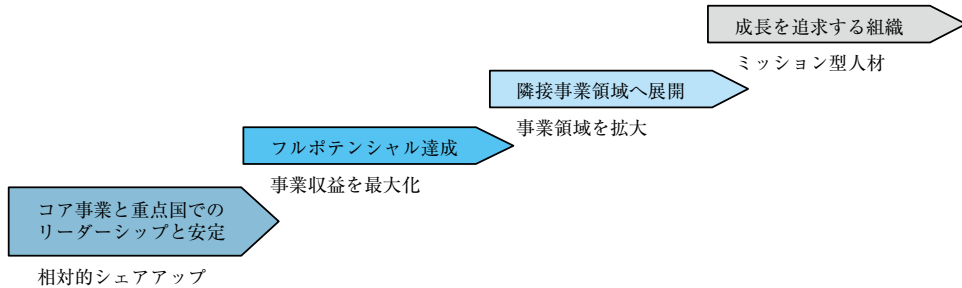 成長を追求する組織
ミッション型人材
隣接事業領域へ展開
事業領域を拡大
フルポテンシャル達成
事業収益を最大化
コア事業と重点国での
リーダーシップと安定
相対的シェアアップ